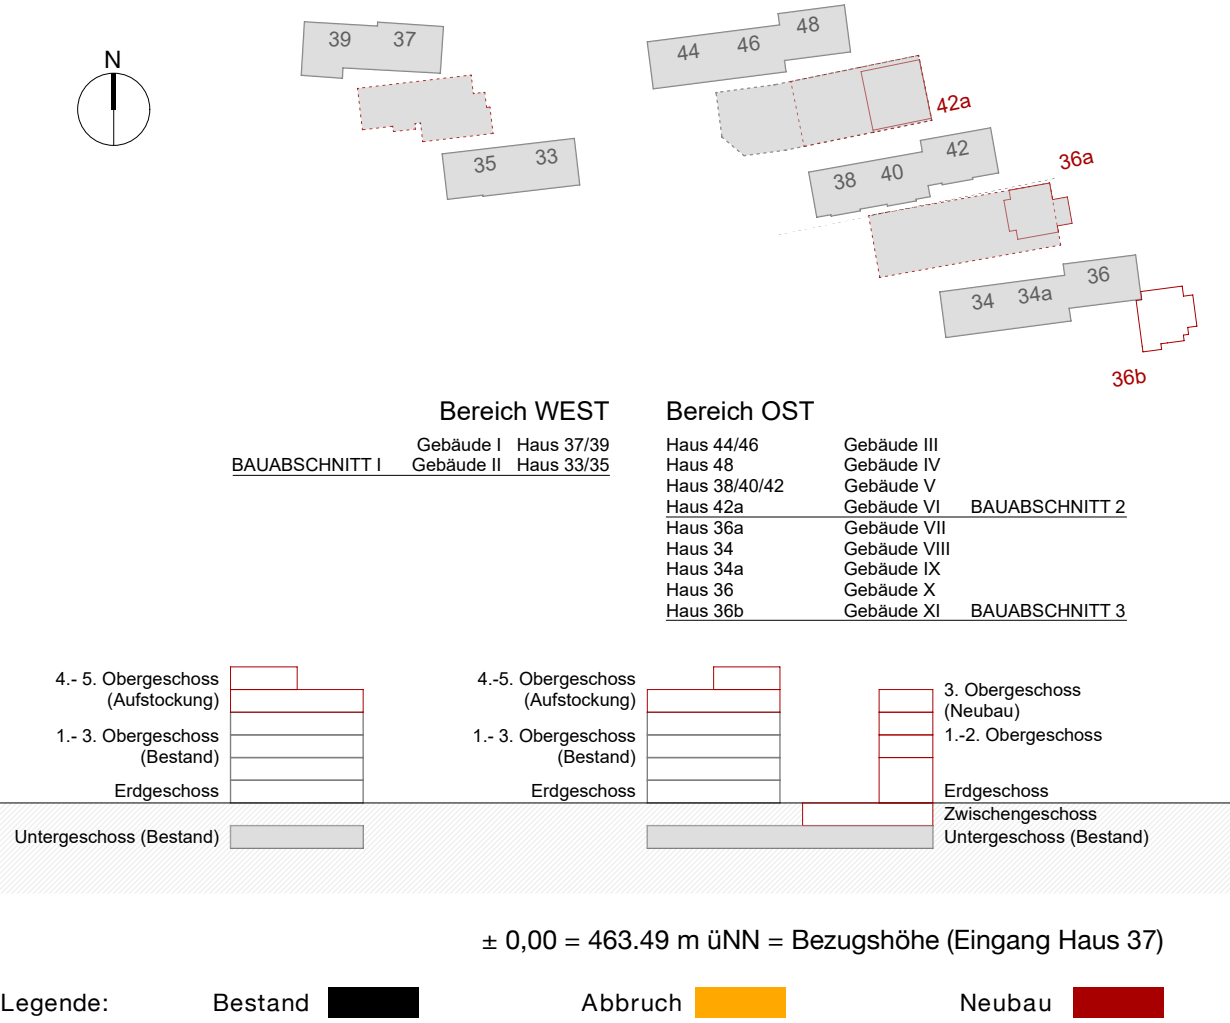 N
39 37
44 46 48
42a
35 33
38 40 42
36a
34 34a 36
36b
Bereich WEST
Gebäude I Haus 37/39
BAUABSCHNITT I Gebäude II Haus 33/35
Bereich OST
Haus 44/46 Gebäude III
Haus 48 Gebäude IV
Haus 38/40/42 Gebäude V
Haus 42a Gebäude VI BAUABSCHNITT 2
Haus 36a Gebäude VII
Haus 34 Gebäude VIII
Haus 34a Gebäude IX
Haus 36 Gebäude X
Haus 36b Gebäude XI BAUABSCHNITT 3
4.- 5. Obergeschoss
(Aufstockung)
1.- 3. Obergeschoss
(Bestand)
Erdgeschoss
Untergeschoss (Bestand)
4.-5. Obergeschoss
(Aufstockung)
1.- 3. Obergeschoss
(Bestand)
Erdgeschoss
3. Obergeschoss
(Neubau)
1.-2. Obergeschoss
Erdgeschoss
Zwischengeschoss
Untergeschoss (Bestand)
± 0,00 = 463.49 m üNN = Bezugshöhe (Eingang Haus 37)
Legende: Bestand Abbruch Neubau